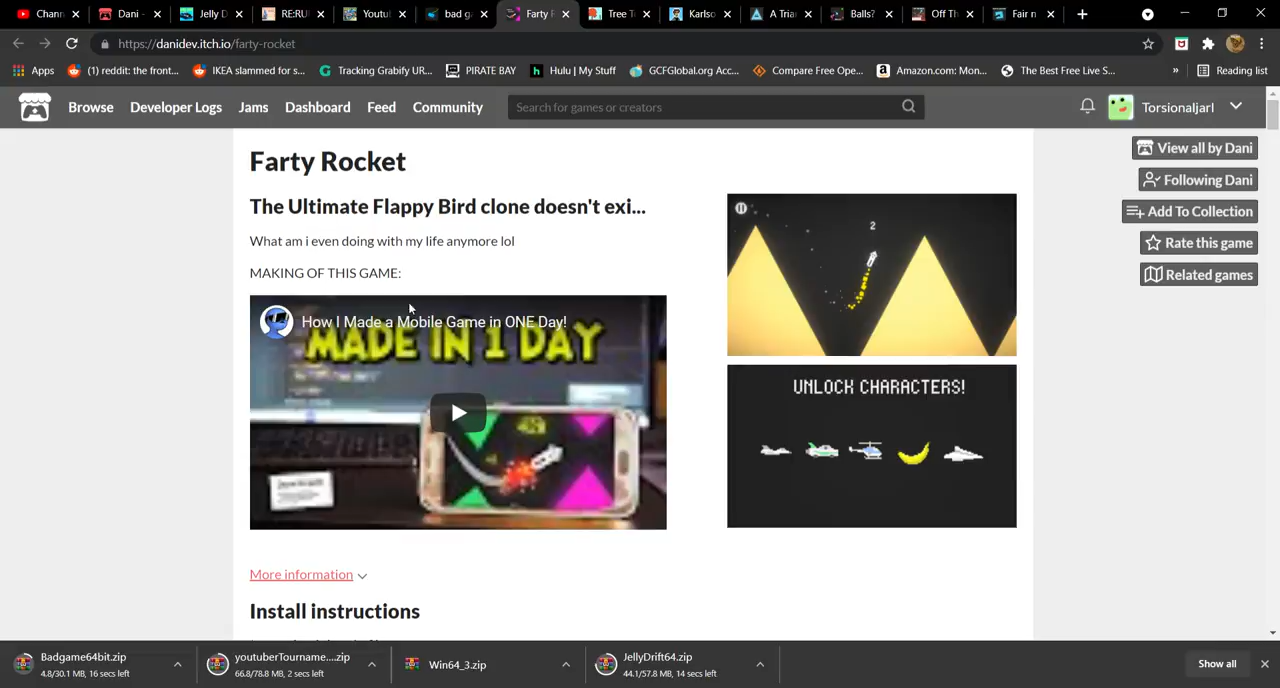 Chann
Dani -
Jelly D
RE:RU
Youtu
bad g
Farty F
Tree T
Karlso
A Tria
Balls?
Off Th
Fair n
https://danidev.itch.io/farty-rocket
Apps
(1) reddit: the front...
IKEA slammed for s...
Tracking Grabify UR...
PIRATE BAY
Hulu | My Stuff
GCFGlobal.org Acc...
Compare Free Ope...
Amazon.com: Mon...
The Best Free Live S...
»
Reading list
Browse
Developer Logs
Jams
Dashboard
Feed
Community
Search for games or creators
Torsionaljarl
Farty Rocket
View all by Dani
Following Dani
Add To Collection
Rate this game
Related games
The Ultimate Flappy Bird clone doesn't exi...
What am i even doing with my life anymore lol
MAKING OF THIS GAME:
How I Made a Mobile Game in ONE Day!
MADE IN 1 DAY
2
UNLOCK CHARACTERS!
More information
Install instructions
Badgame64bit.zip
4.8/30.1 MB, 16 secs left
youtuberTourname....zip
66.8/78.8 MB, 2 secs left
Win64_3.zip
JellyDrift64.zip
44.1/57.8 MB, 14 secs left
Show all